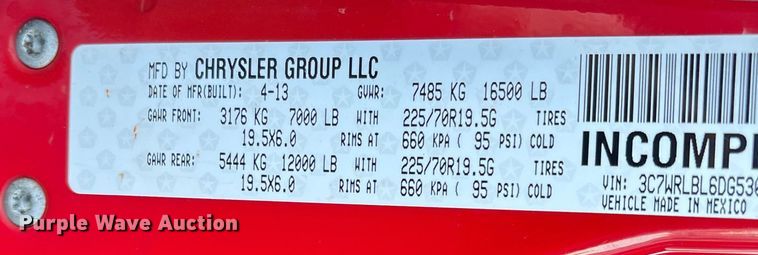 MFD BY CHRYSLER GROUP LLC
DATE OF MFR(BUILT): 4-13 GVWR: 7485 KG 16500 LB
GAWR FRONT: 3176 KG 7000 LB WITH 225/70R19.5G TIRES
19.5X6.0 RIMS AT 660 KPA ( 95 PSI) COLD
GAWR REAR: 5444 KG 12000 LB WITH 225/70R19.5G TIRES
19.5X6.0 RIMS AT 660 KPA ( 95 PSI) COLD
INCOMPL
VIN: 3C7WRLBL6DG530
VEHICLE MADE IN MEXICO
Purple Wave Auction